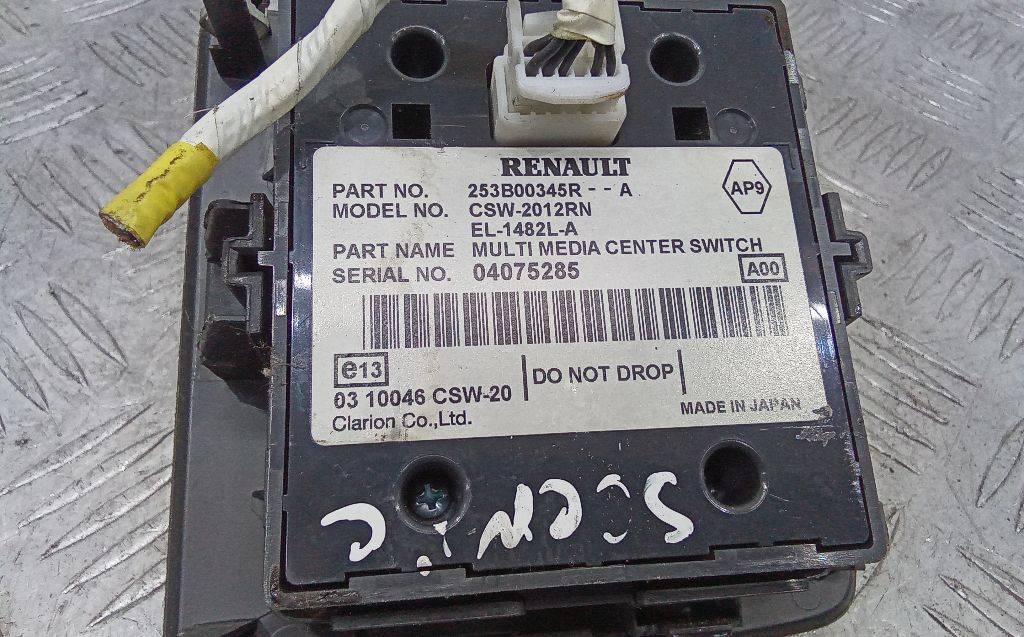 RENAULT
PART NO. 253B00345R - - A
AP9
MODEL NO. CSW-2012RN
EL-1482L-A
PART NAME MULTI MEDIA CENTER SWITCH
SERIAL NO. 04075285
A00
e13
DO NOT DROP
03 10046 CSW-20
Clarion Co.,Ltd.
MADE IN JAPAN
Scenic